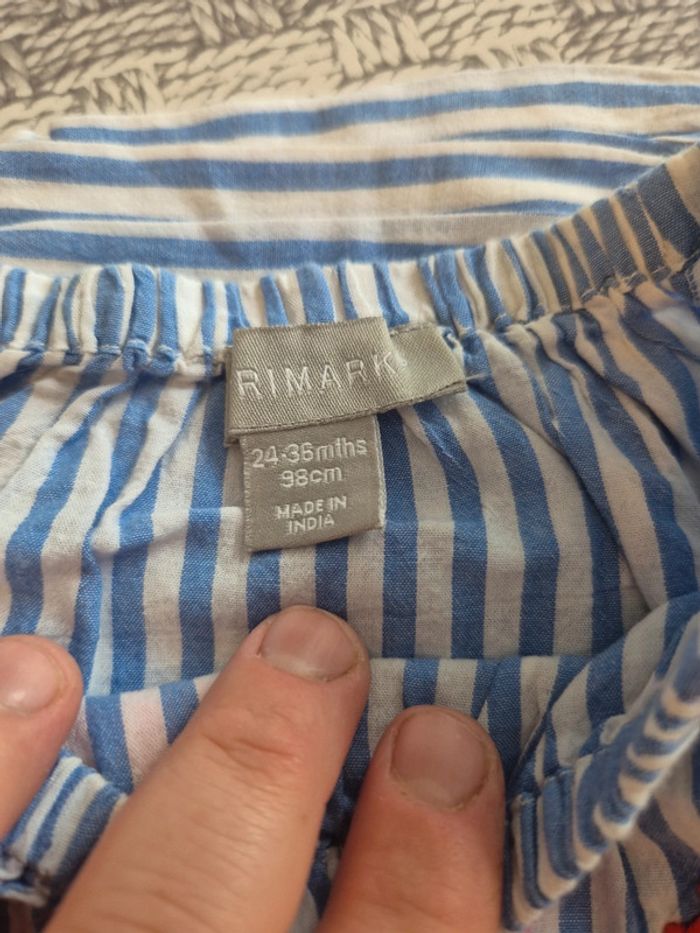 RIMARK
24-36mths
98cm
MADE IN
INDIA